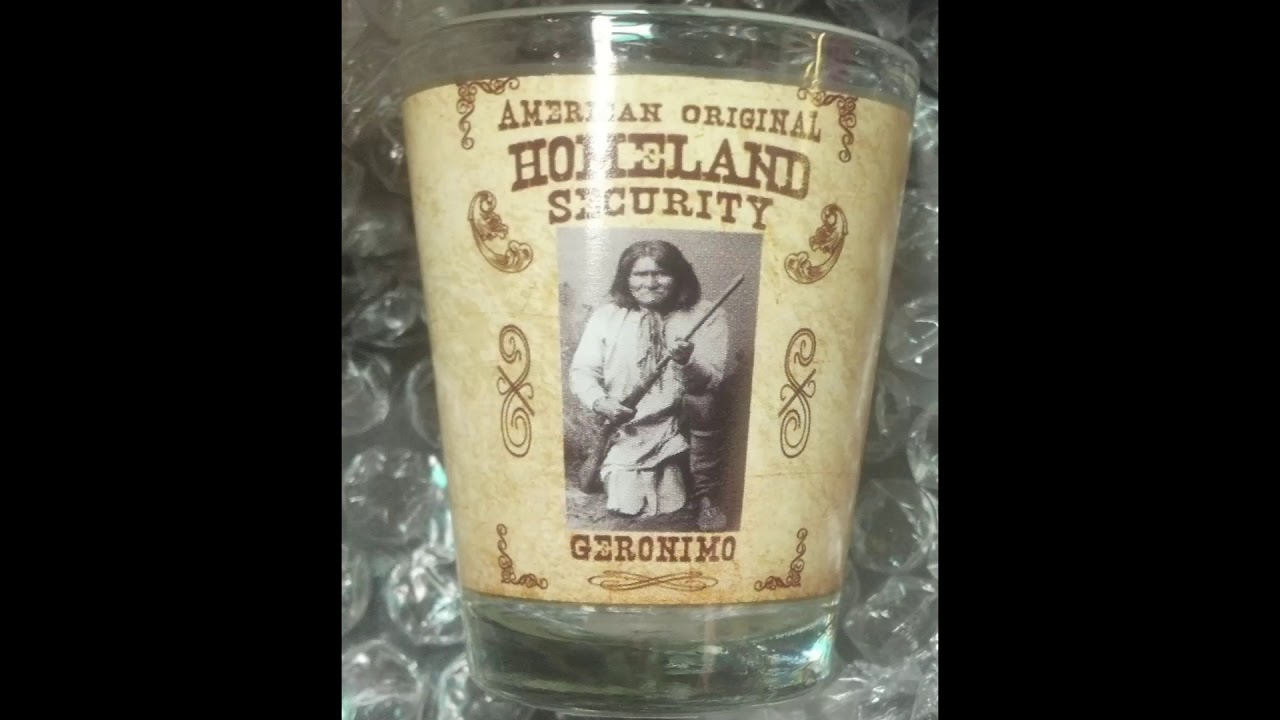 AMERICAN ORIGINAL
HOMELAND
SECURITY
GERONIMO